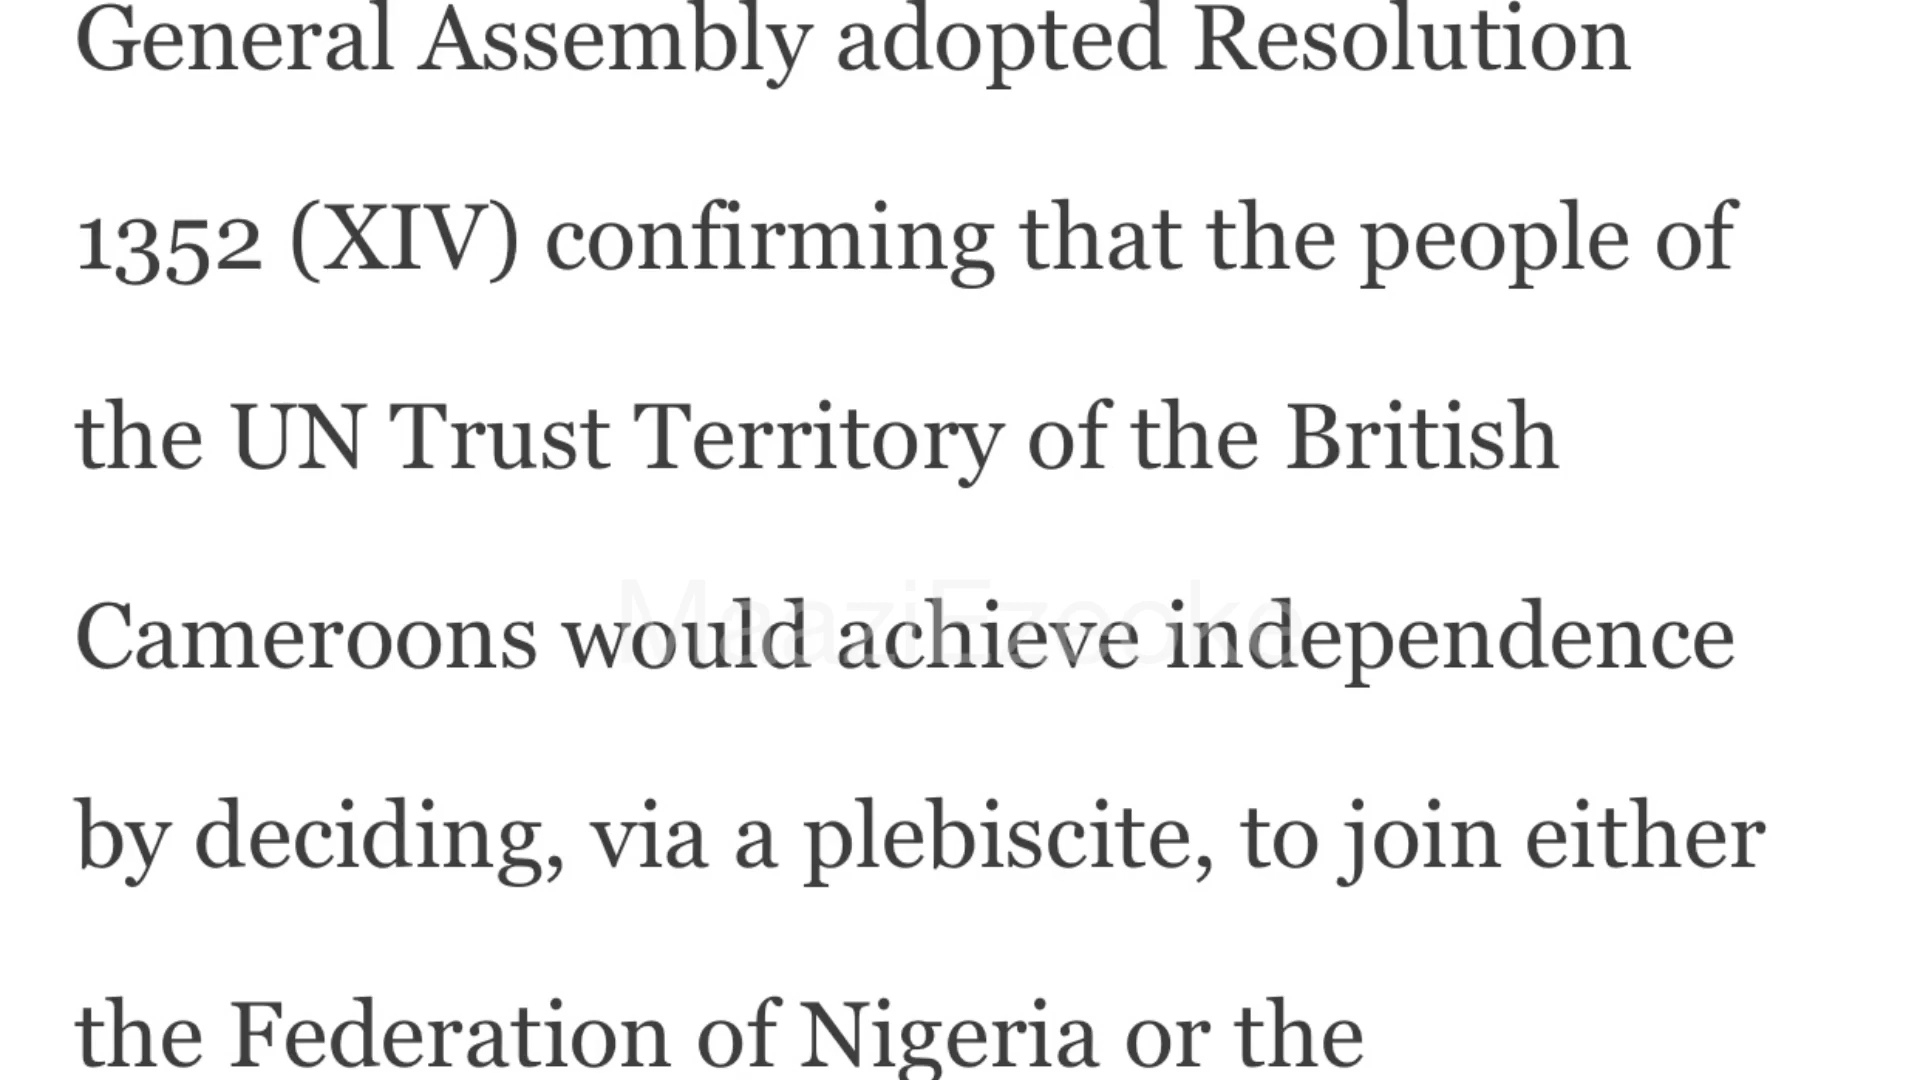 General Assembly adopted Resolution
1352 (XIV) confirming that the people of
the UN Trust Territory of the British
Cameroons would achieve independence
MaaziEzeoke
by deciding, via a plebiscite, to join either
the Federation of Nigeria or the